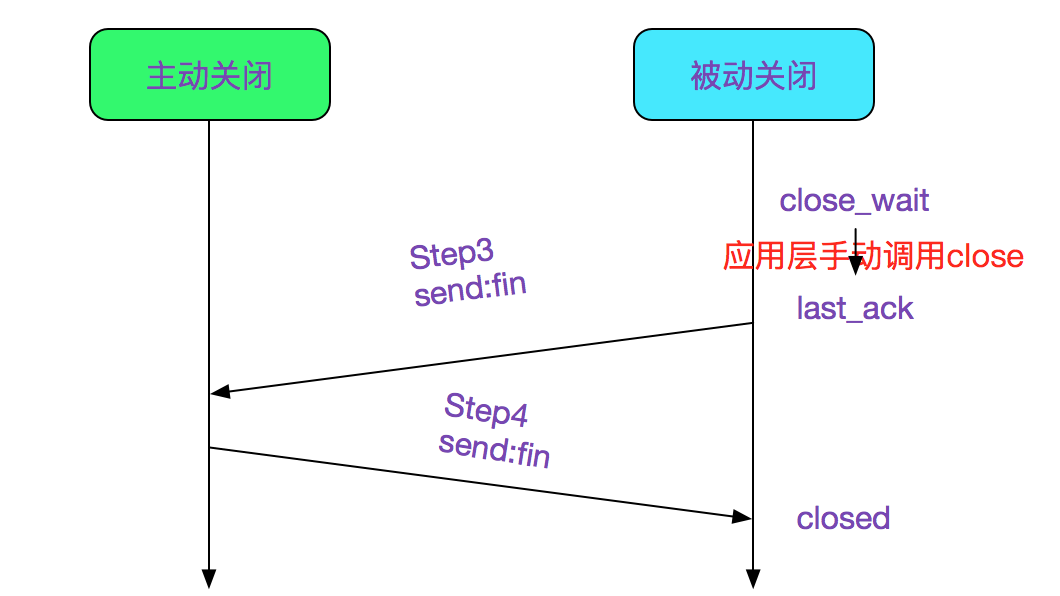 主动关闭
被动关闭
close_wait
应用层手动调用close
last_ack
Step3
send:fin
Step4
send:fin
closed